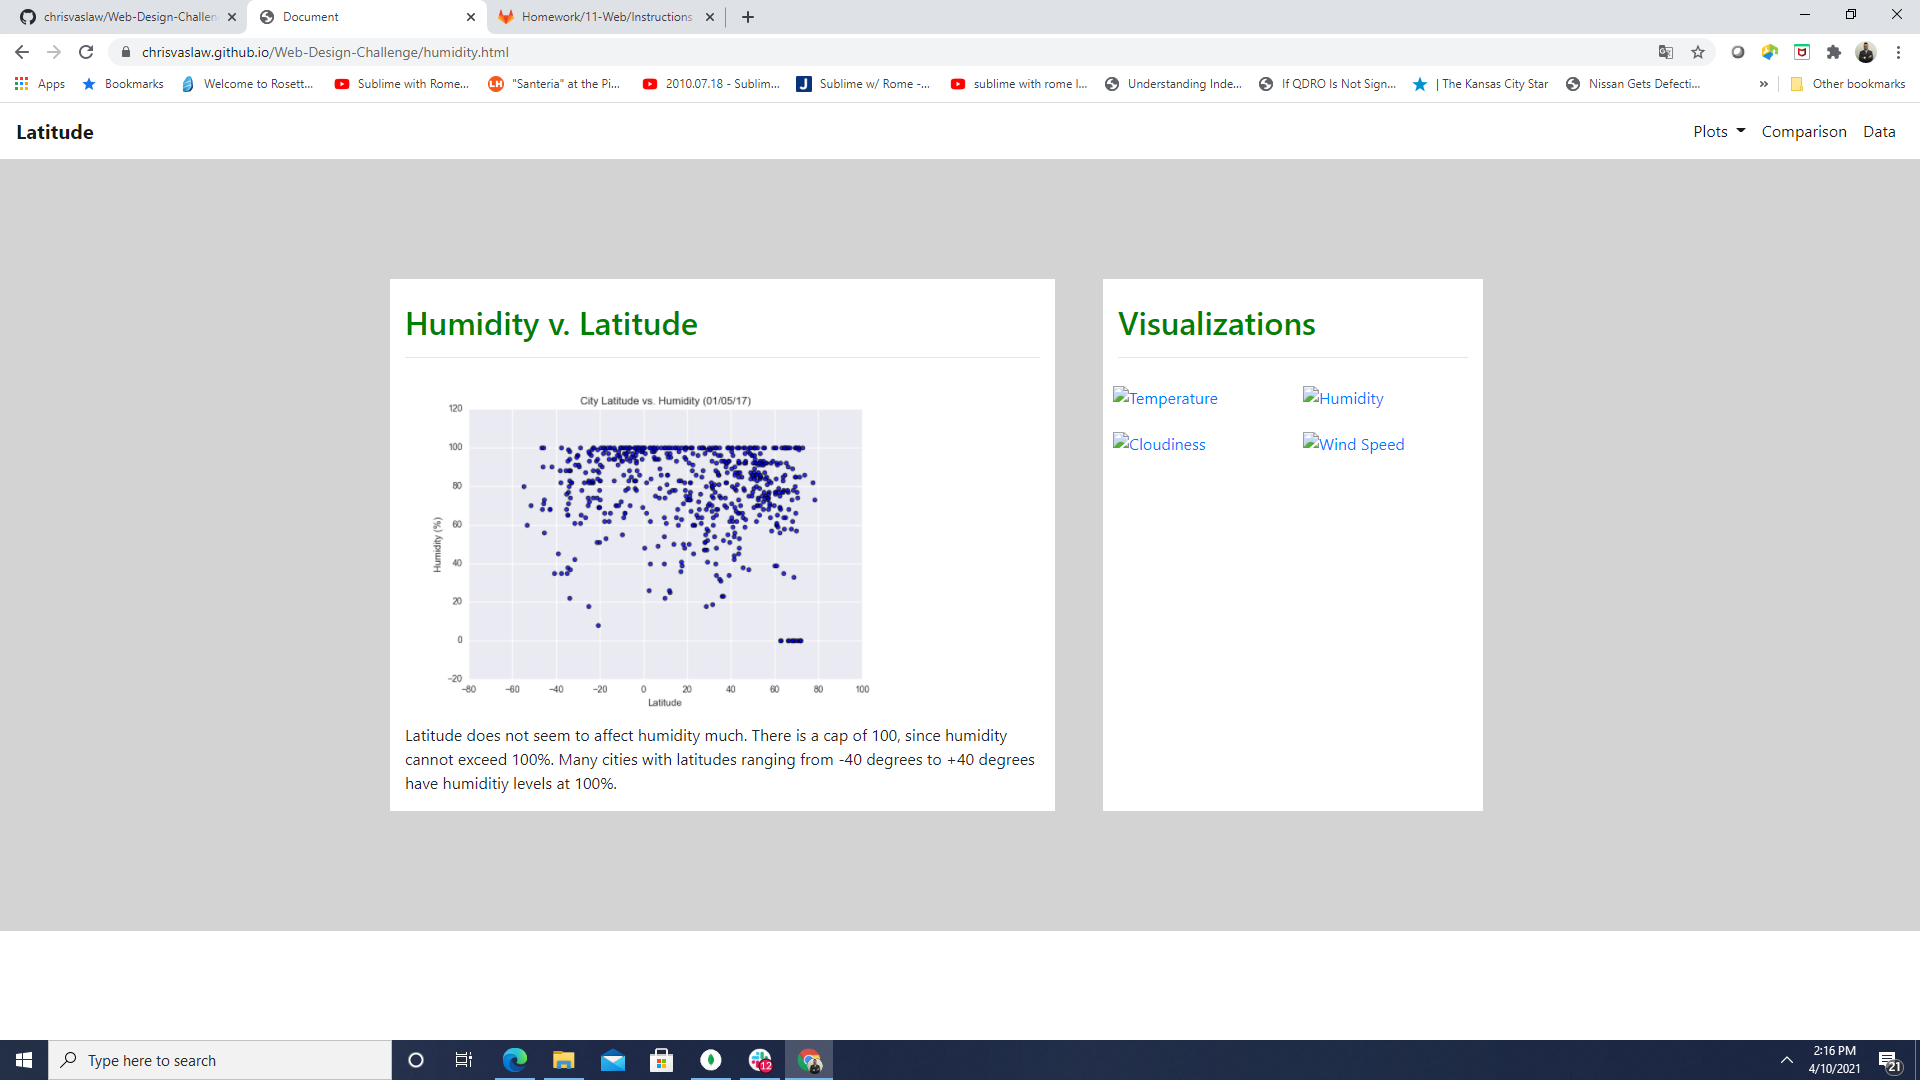 chrisvaslaw/Web-Design-Challen
Document
Homework/11-Web/Instructions
chrisvaslaw.github.io/Web-Design-Challenge/humidity.html
Apps
Bookmarks
Welcome to Rosett...
Sublime with Rome...
LH
"Santeria" at the Pi...
2010.07.18 - Sublim...
J
Sublime w/ Rome -...
sublime with rome l...
Understanding Inde...
If QDRO Is Not Sign...
| The Kansas City Star
Nissan Gets Defecti...
»
Other bookmarks
Latitude
Plots
Comparison
Data
Humidity v. Latitude
City Latitude vs. Humidity (01/05/17)
120
100
80
60
40
20
0
−20
Humidity (%)
−80 −60 −40 −20 0 20 40 60 80 100
Latitude
Latitude does not seem to affect humidity much. There is a cap of 100, since humidity
cannot exceed 100%. Many cities with latitudes ranging from -40 degrees to +40 degrees
have humiditiy levels at 100%.
Visualizations
Temperature
Humidity
Cloudiness
Wind Speed
Type here to search
12
2:16 PM
4/10/2021
21